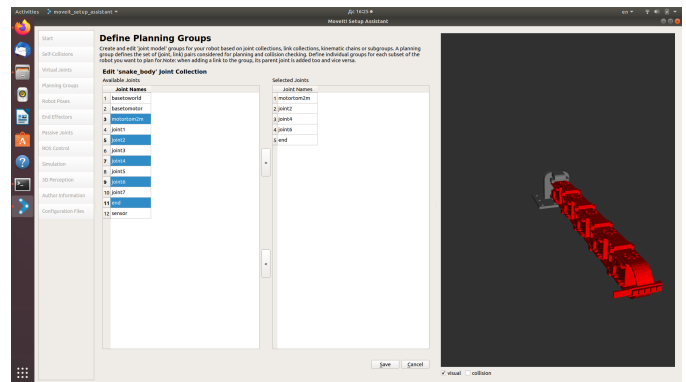 Activities
moveit_setup_assistant
en
MoveIt Setup Assistant
Start
Self-Collisions
Virtual Joints
Planning Groups
Robot Poses
End Effectors
Passive Joints
ROS Control
Simulation
3D Perception
Author Information
Configuration Files
Define Planning Groups
Create and edit 'joint model' groups for your robot based on joint collections, link collections, kinematic chains or subgroups. A planning
group defines the set of (joint, link) pairs considered for planning and collision checking. Define individual groups for each subset of the
robot you want to plan for.Note: when adding a link to the group, its parent joint is added too and vice versa.
Edit 'snake_body' Joint Collection
Available Joints
Joint Names
1 basetoworld
2 basetomotor
3 motortom2m
4 joint1
5 joint2
6 joint3
7 joint4
8 joint5
9 joint6
10 joint7
11 end
12 sensor
>
<
Selected Joints
Joint Names
1 motortom2m
2 joint2
3 joint4
4 joint6
5 end
Save
Cancel
visual
collision